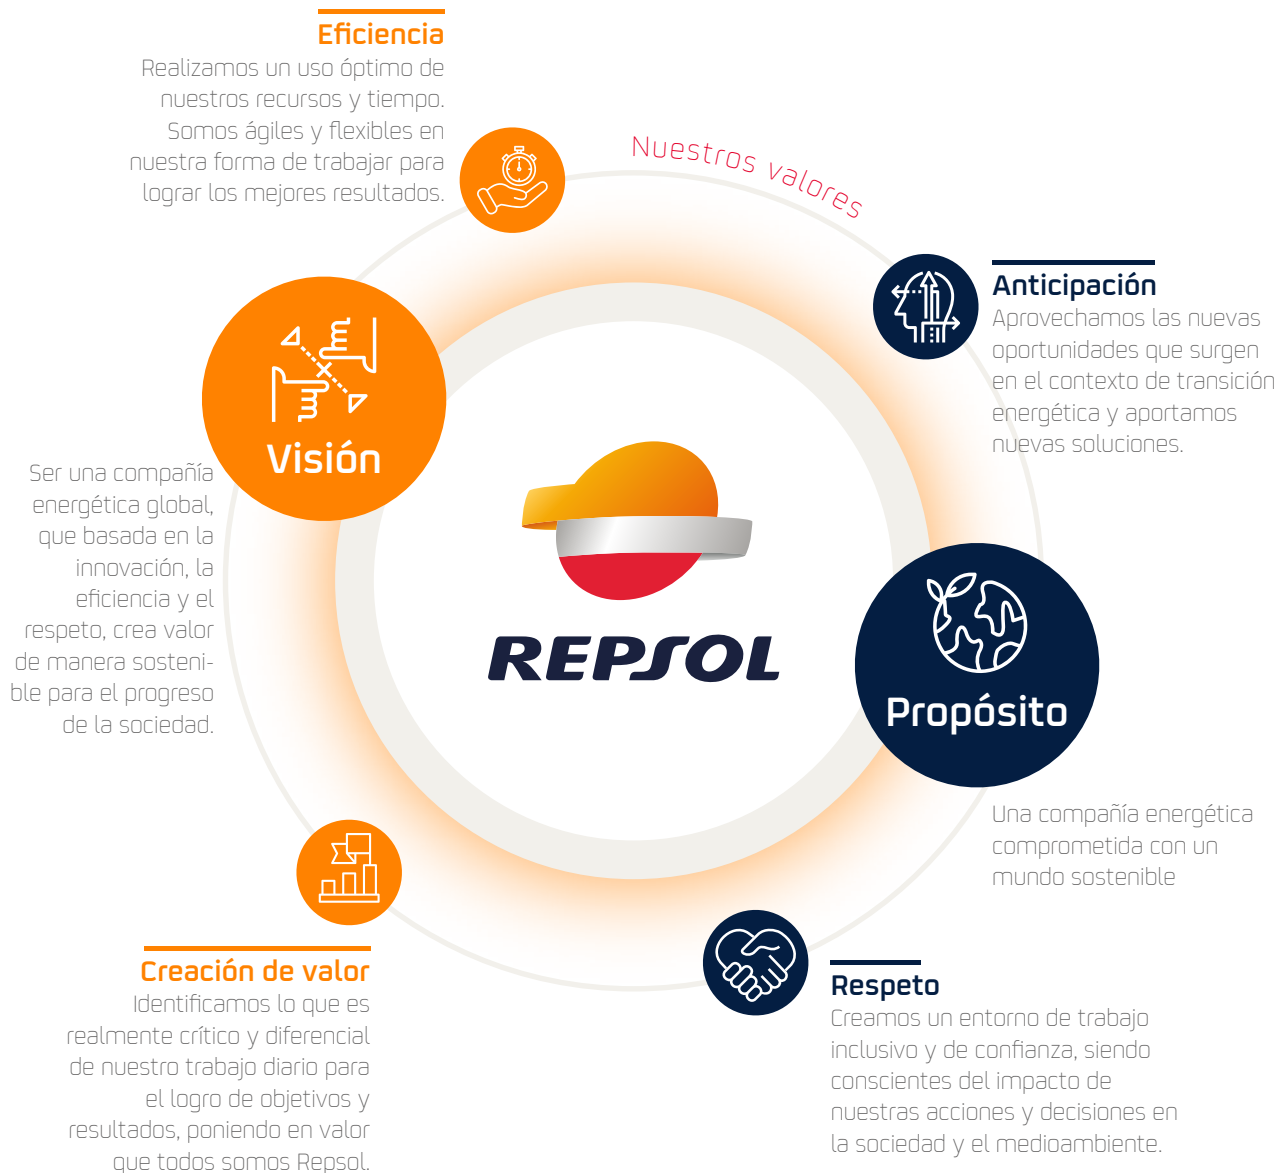 Eficiencia
Realizamos un uso óptimo de
nuestros recursos y tiempo.
Somos ágiles y flexibles en
nuestra forma de trabajar para
lograr los mejores resultados.
Nuestros valores
Anticipación
Aprovechamos las nuevas
oportunidades que surgen
en el contexto de transición
energética y aportamos
nuevas soluciones.
Visión
Ser una compañía
energética global,
que basada en la
innovación, la
eficiencia y el
respeto, crea valor
de manera sosteni-
ble para el progreso
de la sociedad.
REPSOL
Propósito
Una compañía energética
comprometida con un
mundo sostenible
Creación de valor
Identificamos lo que es
realmente crítico y diferencial
de nuestro trabajo diario para
el logro de objetivos y
resultados, poniendo en valor
que todos somos Repsol.
Respeto
Creamos un entorno de trabajo
inclusivo y de confianza, siendo
conscientes del impacto de
nuestras acciones y decisiones en
la sociedad y el medioambiente.